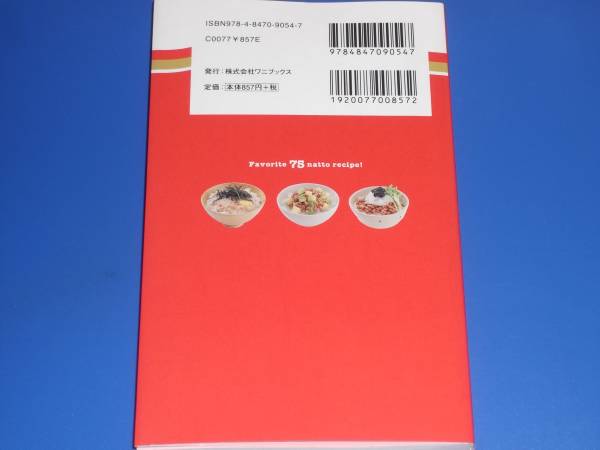 ISBN978-4-8470-9054-7
C0077 ¥857E
発行：株式会社ワニブックス
定価：本体857円+税
9784847090547
1920077008572
Favorite 75 natto recipe!